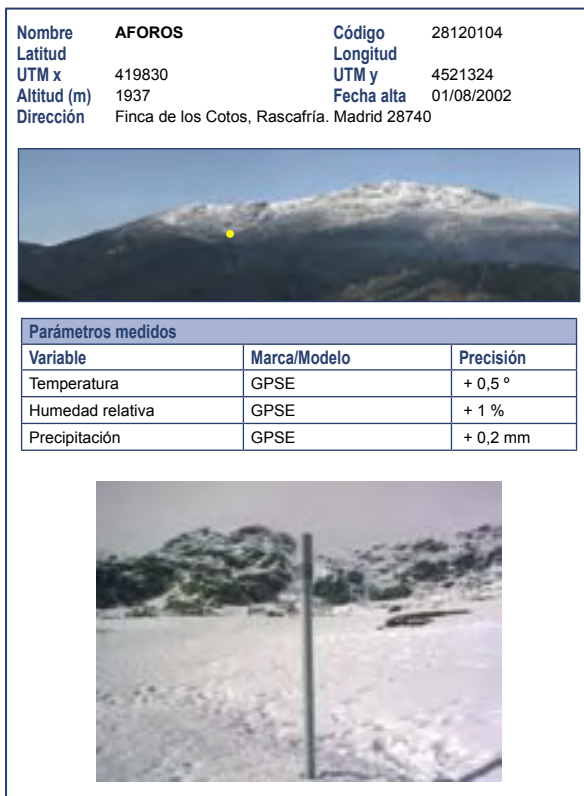 Nombre AFOROS Código 28120104
Latitud Longitud
UTM x 419830 UTM y 4521324
Altitud (m) 1937 Fecha alta 01/08/2002
Dirección Finca de los Cotos, Rascafría. Madrid 28740
Parámetros medidos
Variable Marca/Modelo Precisión
Temperatura GPSE + 0,5 º
Humedad relativa GPSE + 1 %
Precipitación GPSE + 0,2 mm